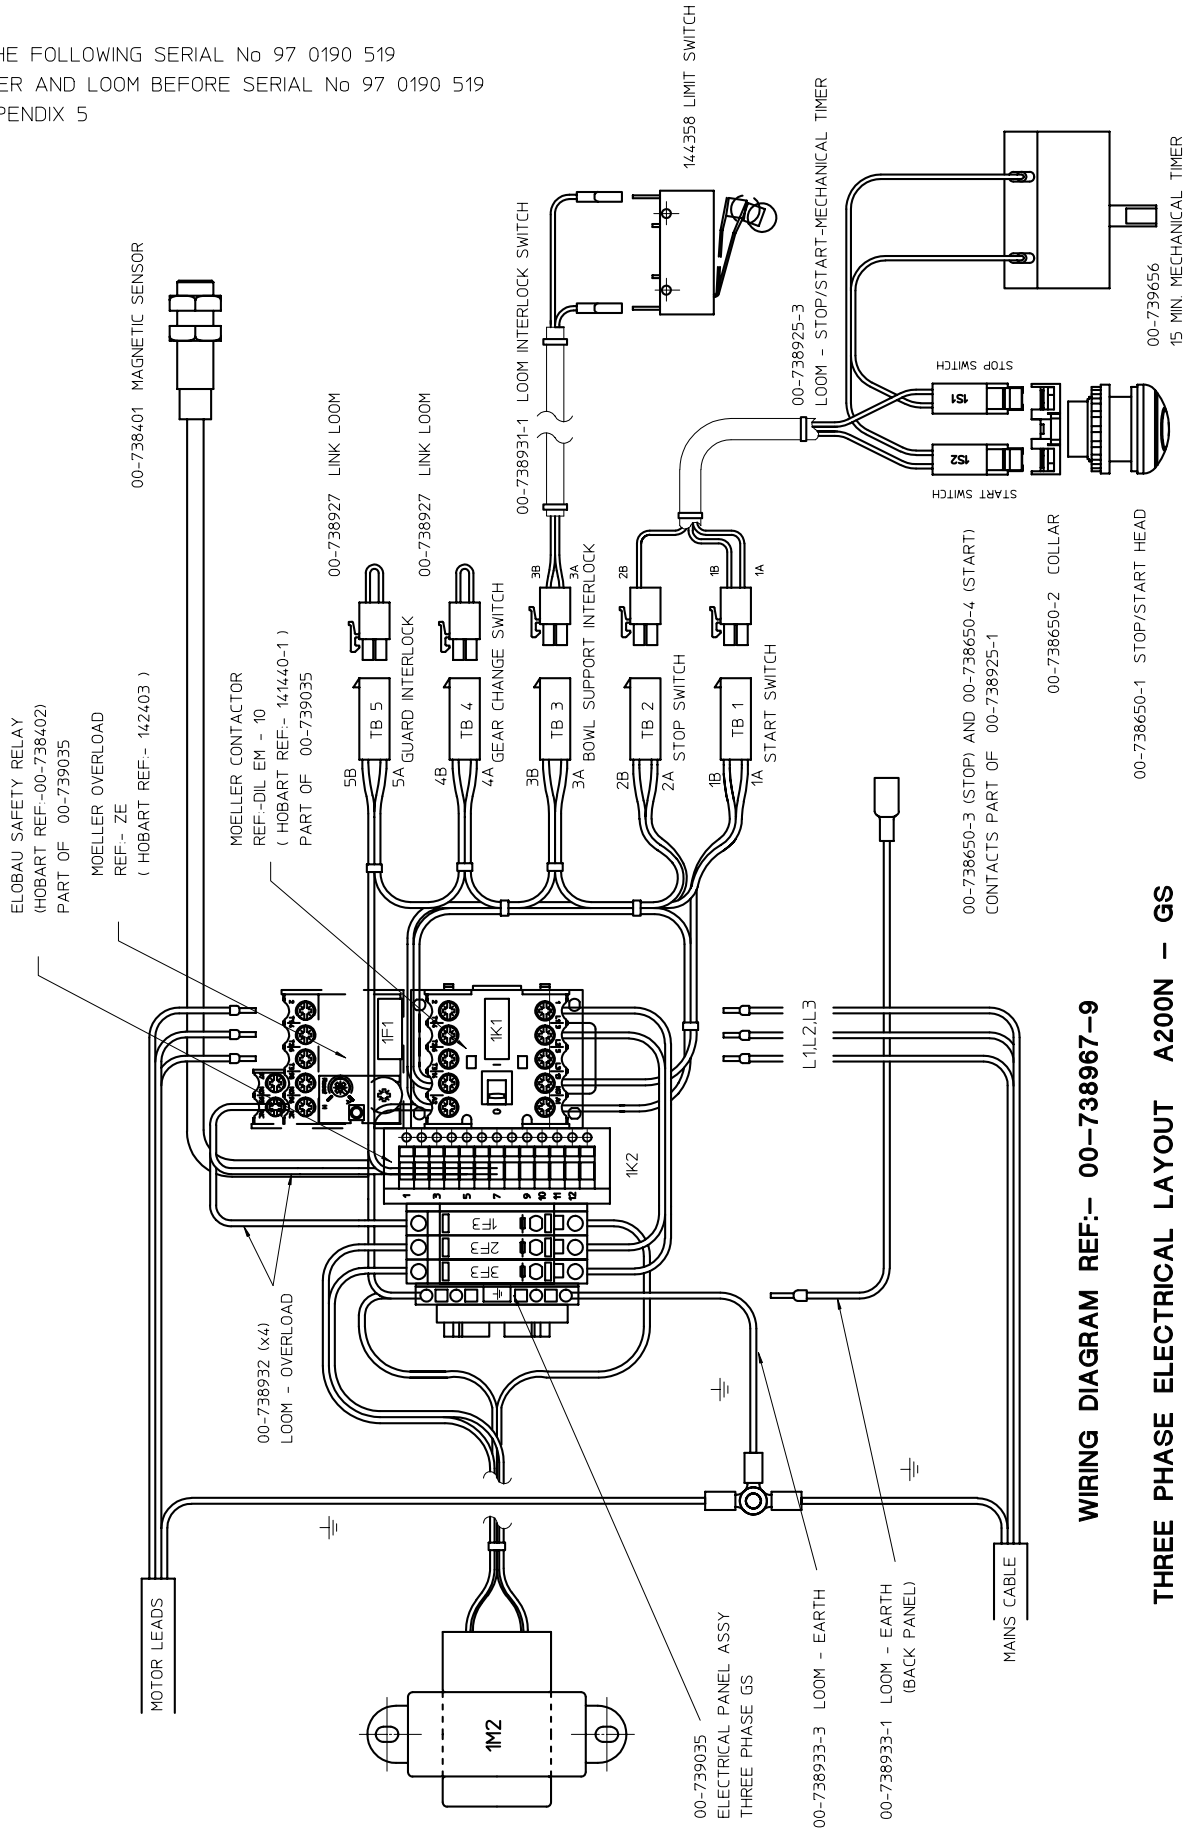 HE FOLLOWING SERIAL No 97 0190 519
ER AND LOOM BEFORE SERIAL No 97 0190 519
PENDIX 5
ELOBAU SAFETY RELAY
(HOBART REF:-00-738402)
PART OF 00-739035
MOELLER OVERLOAD
REF:- ZE
( HOBART REF:- 142403 )
00-738401 MAGNETIC SENSOR
MOELLER CONTACTOR
REF:-DIL EM - 10
( HOBART REF:- 141440-1 )
PART OF 00-739035
00-738927 LINK LOOM
00-738927 LINK LOOM
00-738931-1 LOOM INTERLOCK SWITCH
144358 LIMIT SWITCH
00-738925-3
LOOM - STOP/START-MECHANICAL TIMER
00-739656
15 MIN. MECHANICAL TIMER
STOP SWITCH
1S1
1S2
START SWITCH
5B
5A
TB 5
GUARD INTERLOCK
4B
4A
TB 4
GEAR CHANGE SWITCH
3B
3A
TB 3
BOWL SUPPORT INTERLOCK
3B
3A
2B
2A
TB 2
STOP SWITCH
2B
1B
1A
TB 1
START SWITCH
1B
1A
00-738650-3 (STOP) AND 00-738650-4 (START)
CONTACTS PART OF 00-738925-1
00-738650-2 COLLAR
00-738650-1 STOP/START HEAD
1F1
1K1
1K2
1
3
5
7
9
10
11
12
1F3
2F3
3F3
L1,L2,L3
00-738932 (x4)
LOOM - OVERLOAD
MOTOR LEADS
1M2
00-739035
ELECTRICAL PANEL ASSY
THREE PHASE GS
00-738933-3 LOOM - EARTH
00-738933-1 LOOM - EARTH
(BACK PANEL)
MAINS CABLE
WIRING DIAGRAM REF:- 00-738967-9
THREE PHASE ELECTRICAL LAYOUT A200N - GS